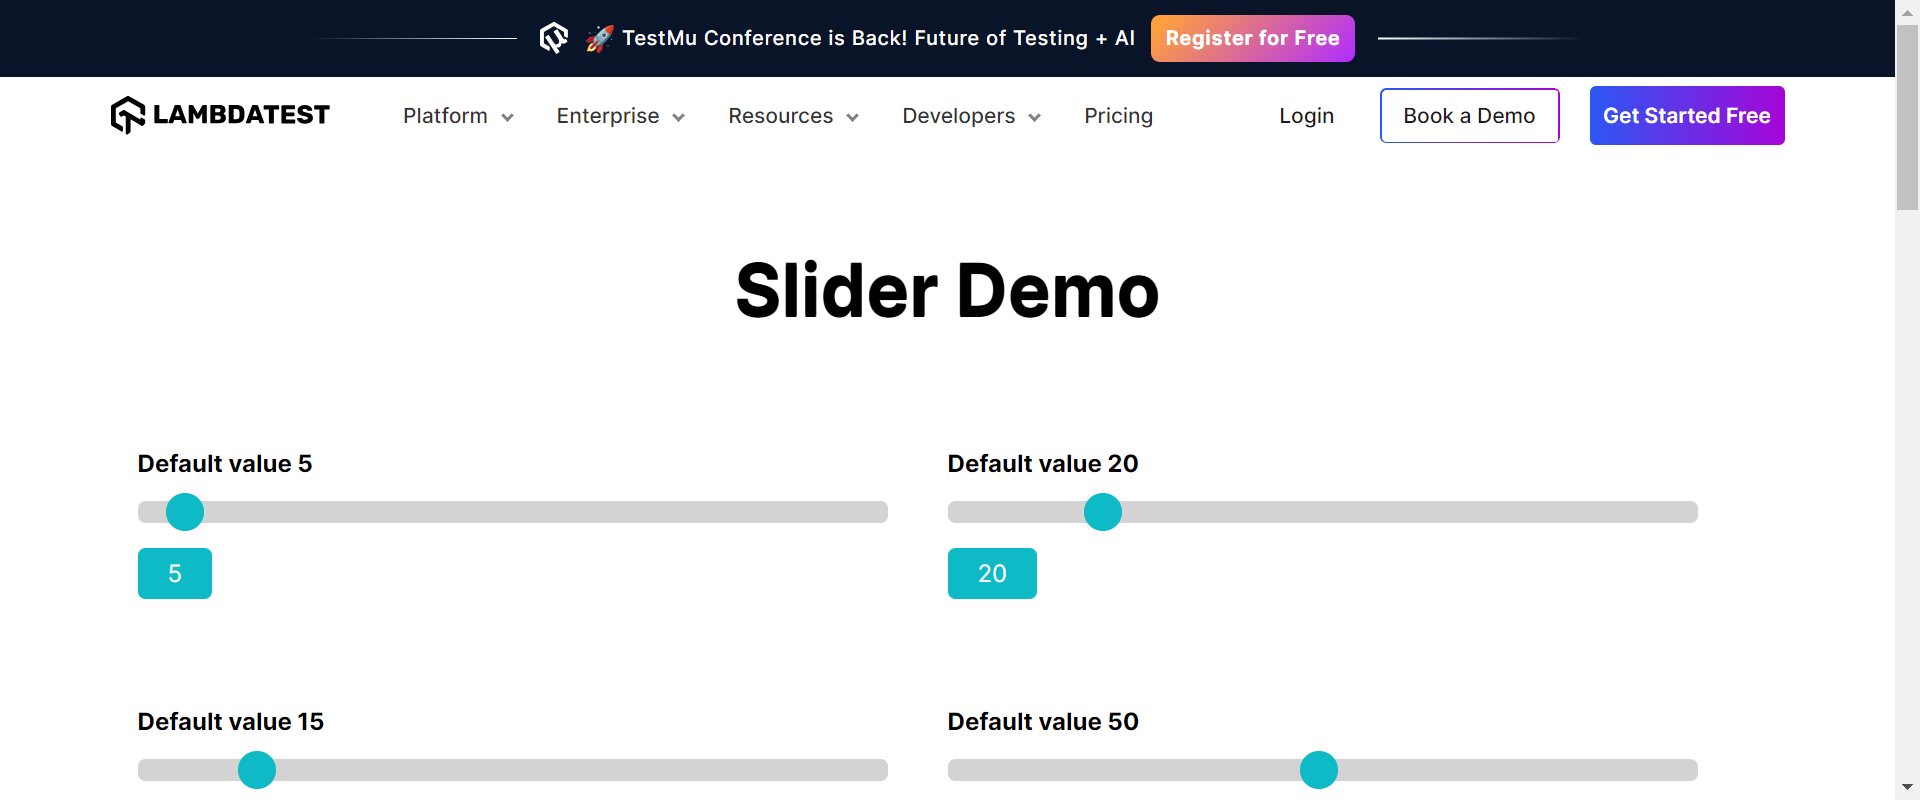 🚀 TestMu Conference is Back! Future of Testing + AI Register for Free
LAMBDATEST Platform Enterprise Resources Developers Pricing Login Book a Demo Get Started Free
Slider Demo
Default value 5 Default value 20
5 20
Default value 15 Default value 50